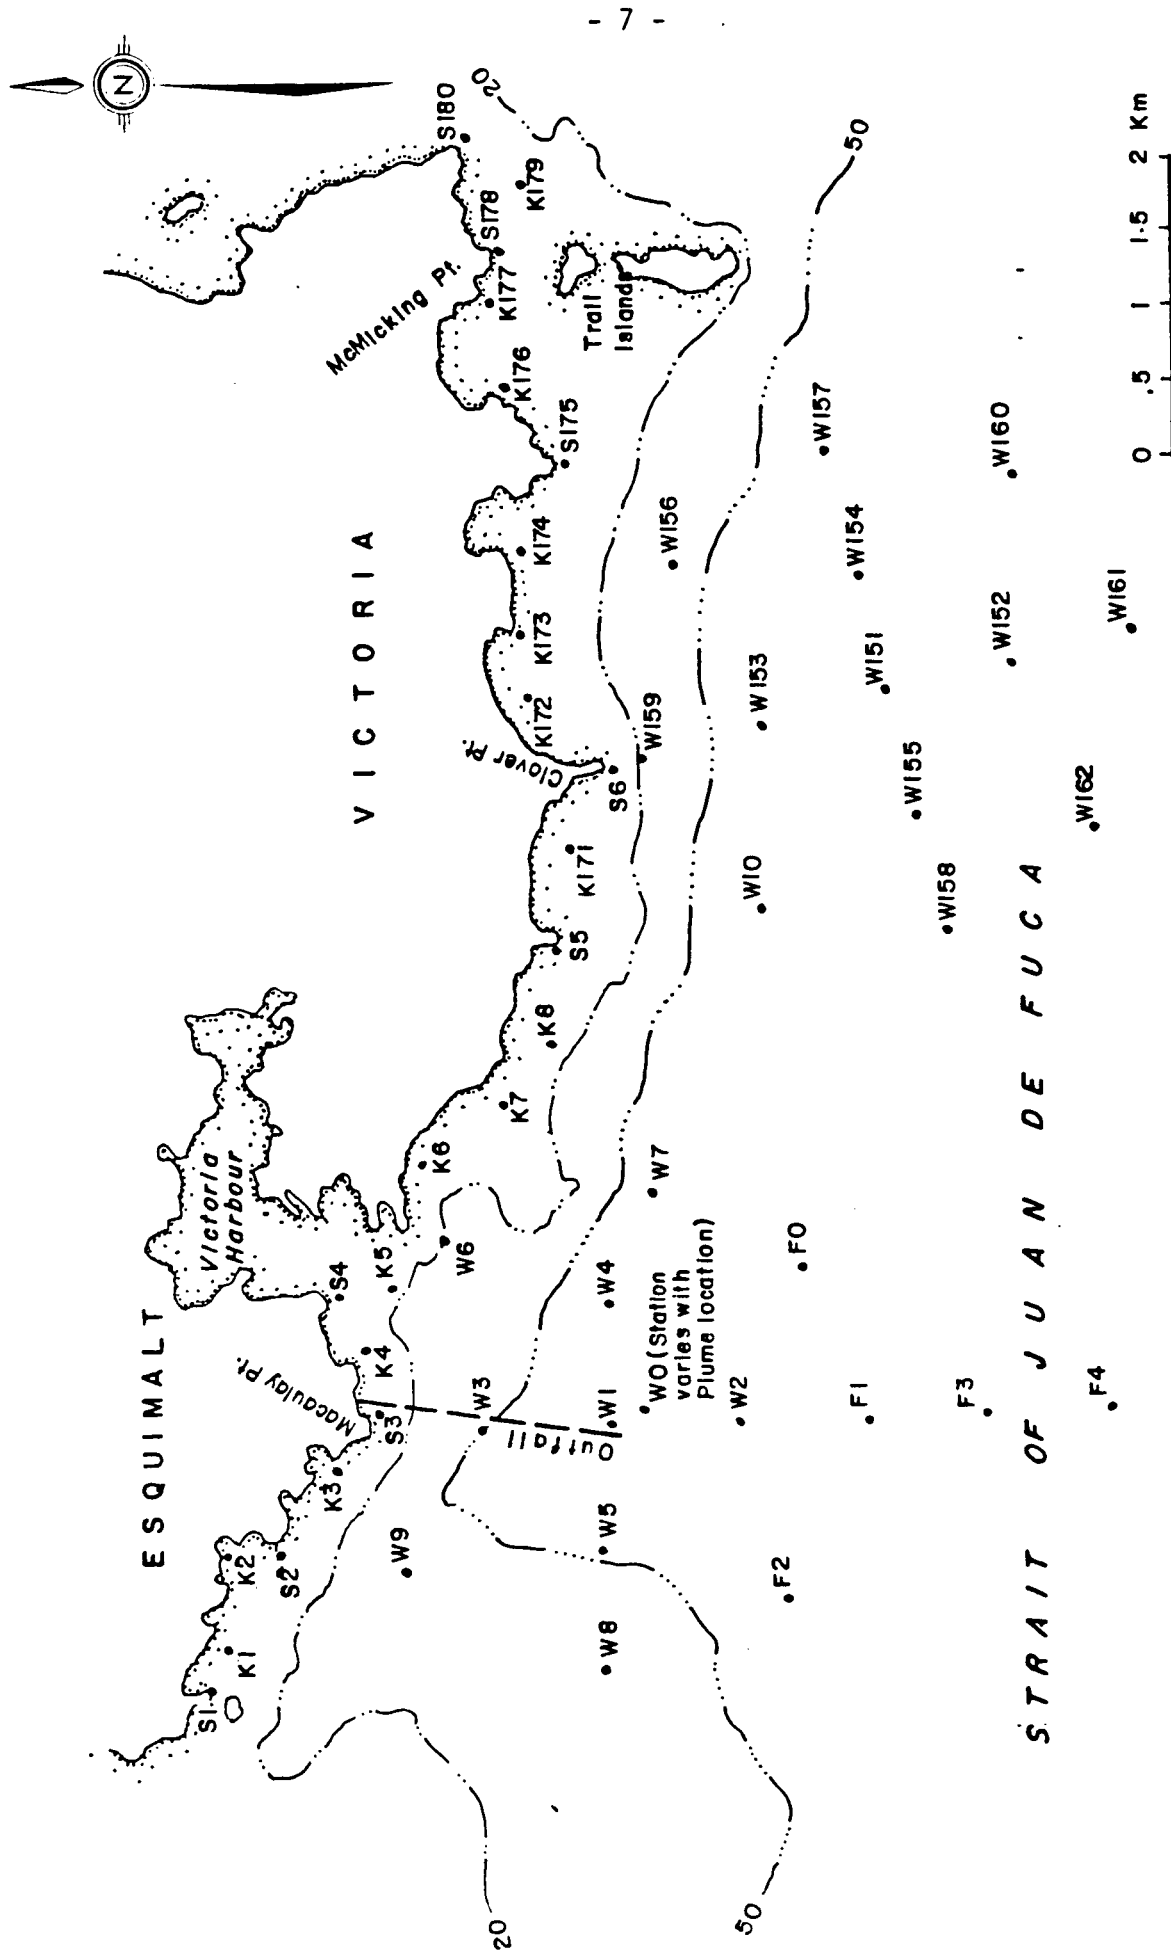 - 7 -
N
ESQUIMALT
VICTORIA
Victoria
Harbour
Macaulay Pt.
Clover Pt.
McMicking Pt.
Trail
Islands
S1
K1
K2
S2
K3
S3
K4
S4
K5
K6
K7
K8
S5
K171
S6
K172
K173
K174
S175
K176
K177
S178
K179
S180
20
50
20
50
W9
W3
W6
W8
W5
W1
W4
W7
Outfall
WO (Station
varies with
Plume location)
W2
W10
W159
W153
W156
W157
W154
W151
W155
W158
W152
W160
W161
W162
F2
F0
F1
F3
F4
STRAIT OF JUAN DE FUCA
0 .5 1 1.5 2 Km